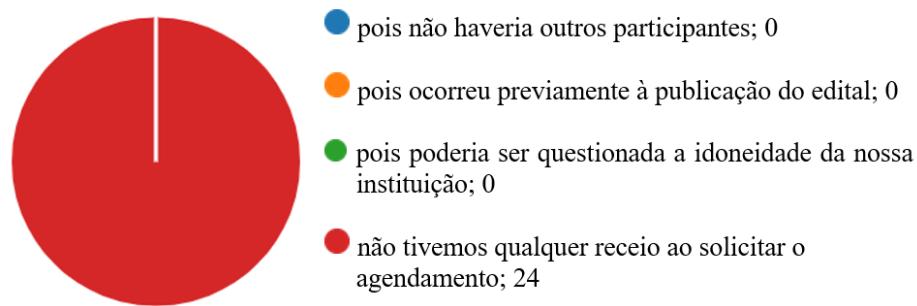 pois não haveria outros participantes; 0
pois ocorreu previamente à publicação do edital; 0
pois poderia ser questionada a idoneidade da nossa
instituição; 0
não tivemos qualquer receio ao solicitar o
agendamento; 24